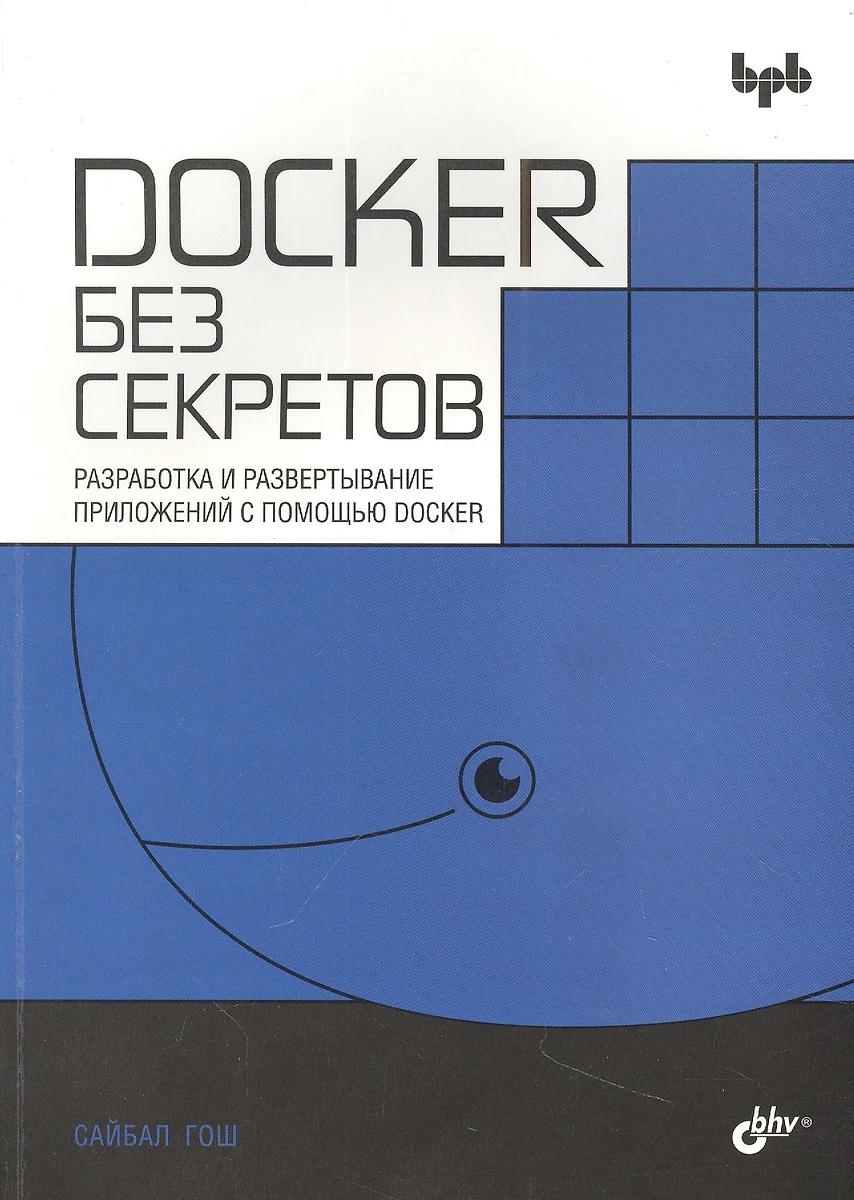 bpb
DOCKER
БЕЗ
СЕКРЕТОВ
РАЗРАБОТКА И РАЗВЕРТЫВАНИЕ
ПРИЛОЖЕНИЙ С ПОМОЩЬЮ DOCKER
САЙБАЛ ГОШ
bhv®